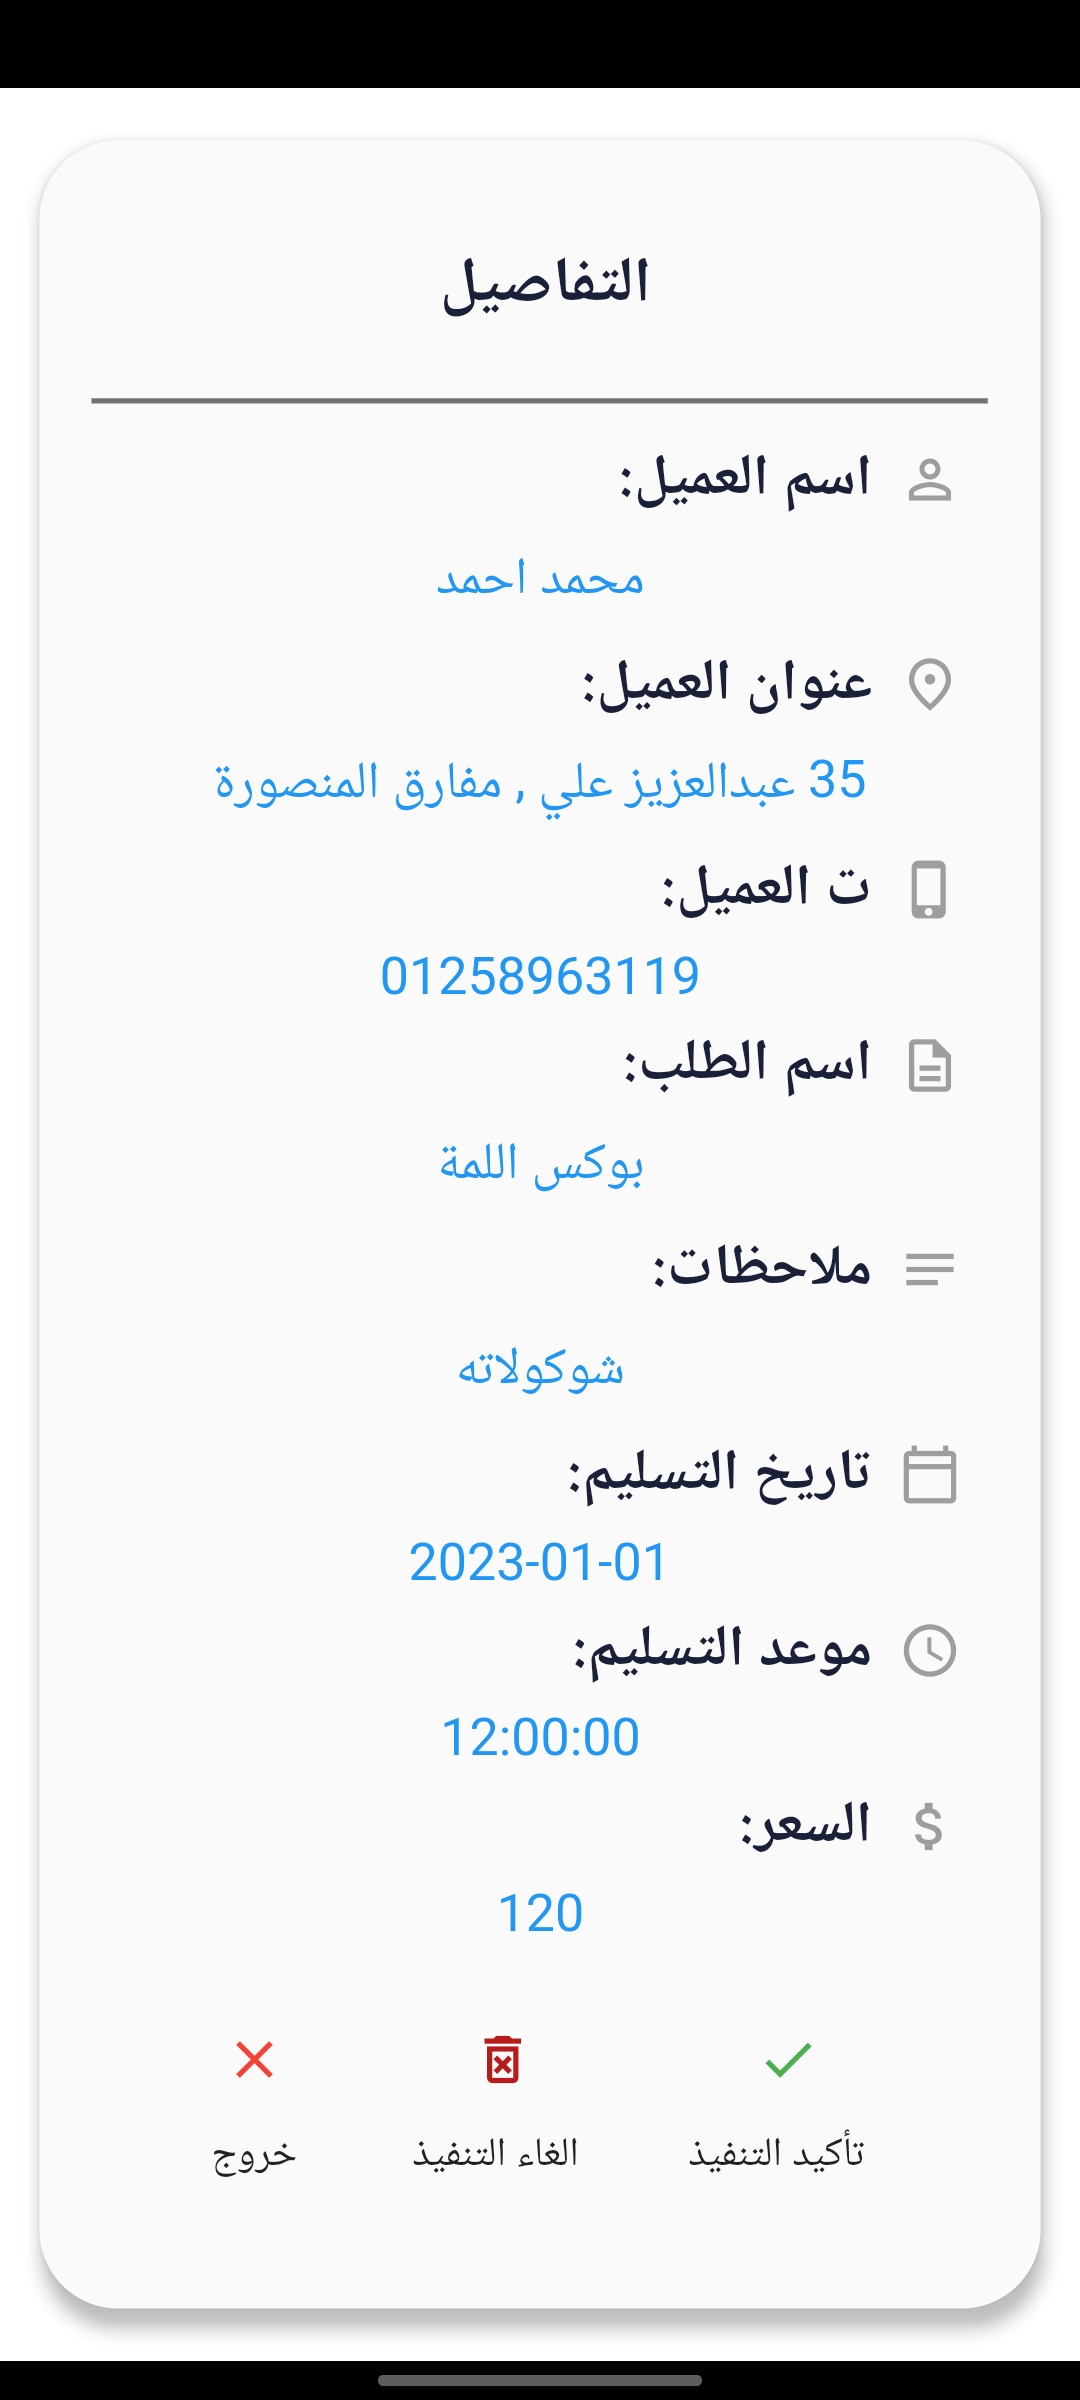 التفاصيل
اسم العميل:
محمد احمد
عنوان العميل:
35 عبدالعزيز علي , مفارق المنصورة
ت العميل:
01258963119
اسم الطلب:
بوكس اللمة
ملاحظات:
شوكولاته
تاريخ التسليم:
2023-01-01
موعد التسليم:
12:00:00
السعر:
120
تأكيد التنفيذ
الغاء التنفيذ
خروج